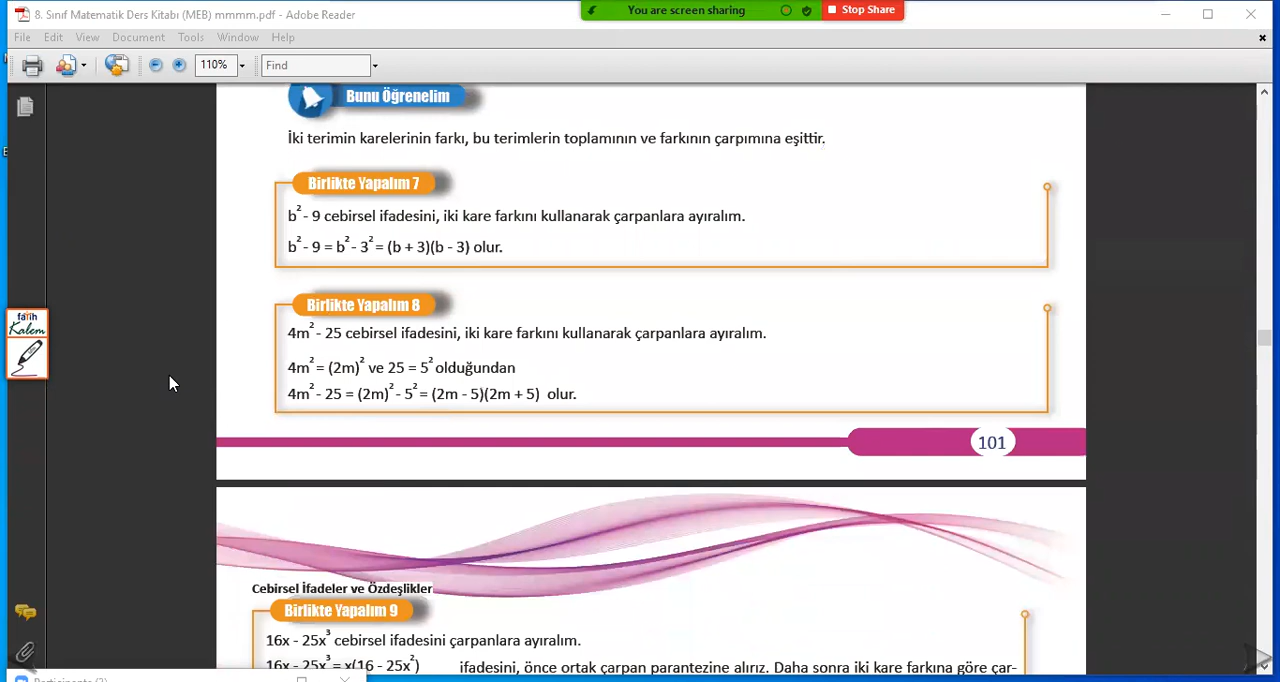 8. Sınıf Matematik Ders Kitabı (MEB) mmmm.pdf - Adobe Reader
You are screen sharing
Stop Share
File Edit View Document Tools Window Help
110%
Find
Bunu Öğrenelim
İki terimin karelerinin farkı, bu terimlerin toplamının ve farkının çarpımına eşittir.
Birlikte Yapalım 7
b² - 9 cebirsel ifadesini, iki kare farkını kullanarak çarpanlara ayıralım.
b² - 9 = b² - 3² = (b + 3)(b - 3) olur.
Birlikte Yapalım 8
4m² - 25 cebirsel ifadesini, iki kare farkını kullanarak çarpanlara ayıralım.
4m² = (2m)² ve 25 = 5² olduğundan
4m² - 25 = (2m)² - 5² = (2m - 5)(2m + 5) olur.
101
fatih
Kalem
Cebirsel İfadeler ve Özdeşlikler
Birlikte Yapalım 9
16x - 25x³ cebirsel ifadesini çarpanlara ayıralım.
16x - 25x³ = x(16 - 25x²) ifadesini, önce ortak çarpan parantezine alırız. Daha sonra iki kare farkına göre çar-